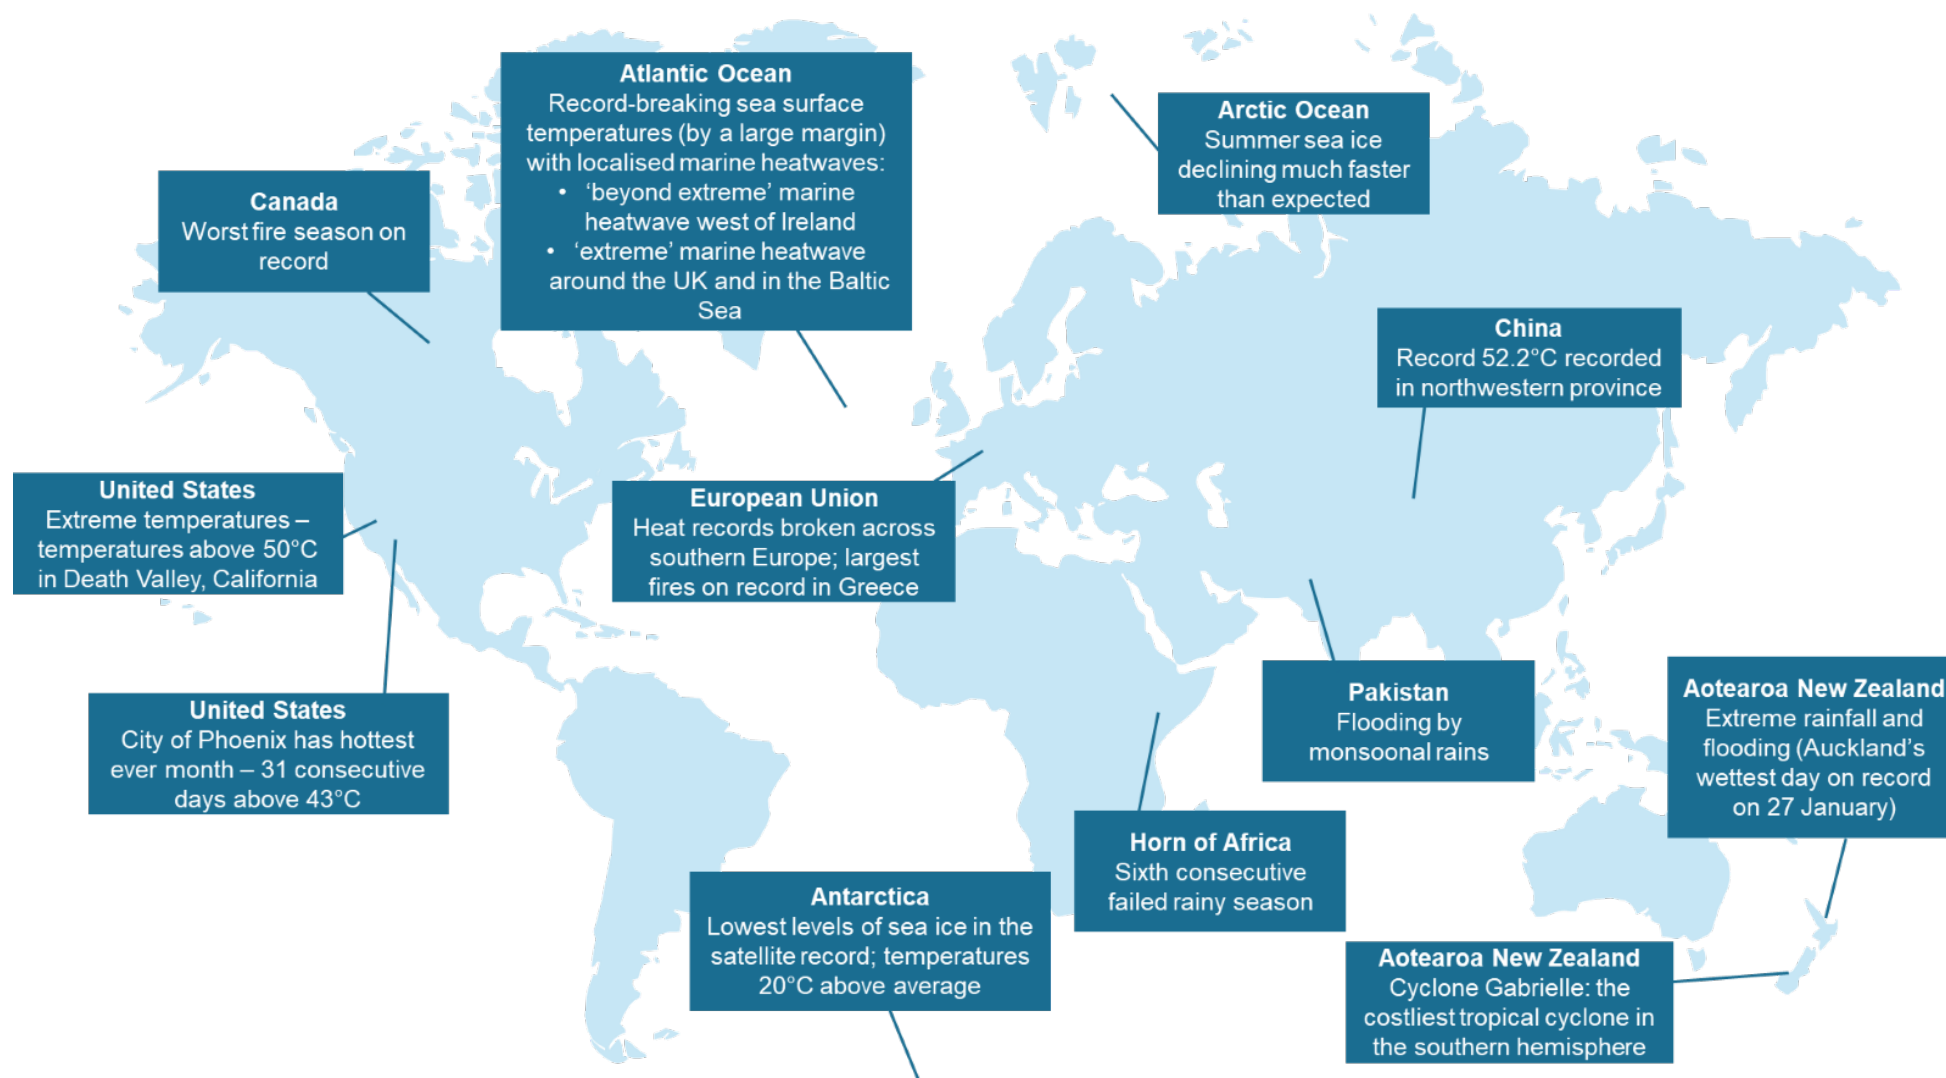 Atlantic Ocean
Record-breaking sea surface
temperatures (by a large margin)
with localised marine heatwaves:
• ‘beyond extreme’ marine
heatwave west of Ireland
• ‘extreme’ marine heatwave
around the UK and in the Baltic
Sea
Arctic Ocean
Summer sea ice
declining much faster
than expected
Canada
Worst fire season on
record
China
Record 52.2°C recorded
in northwestern province
United States
Extreme temperatures –
temperatures above 50°C
in Death Valley, California
European Union
Heat records broken across
southern Europe; largest
fires on record in Greece
United States
City of Phoenix has hottest
ever month – 31 consecutive
days above 43°C
Pakistan
Flooding by
monsoonal rains
Aotearoa New Zealand
Extreme rainfall and
flooding (Auckland’s
wettest day on record
on 27 January)
Horn of Africa
Sixth consecutive
failed rainy season
Antarctica
Lowest levels of sea ice in the
satellite record; temperatures
20°C above average
Aotearoa New Zealand
Cyclone Gabrielle: the
costliest tropical cyclone in
the southern hemisphere